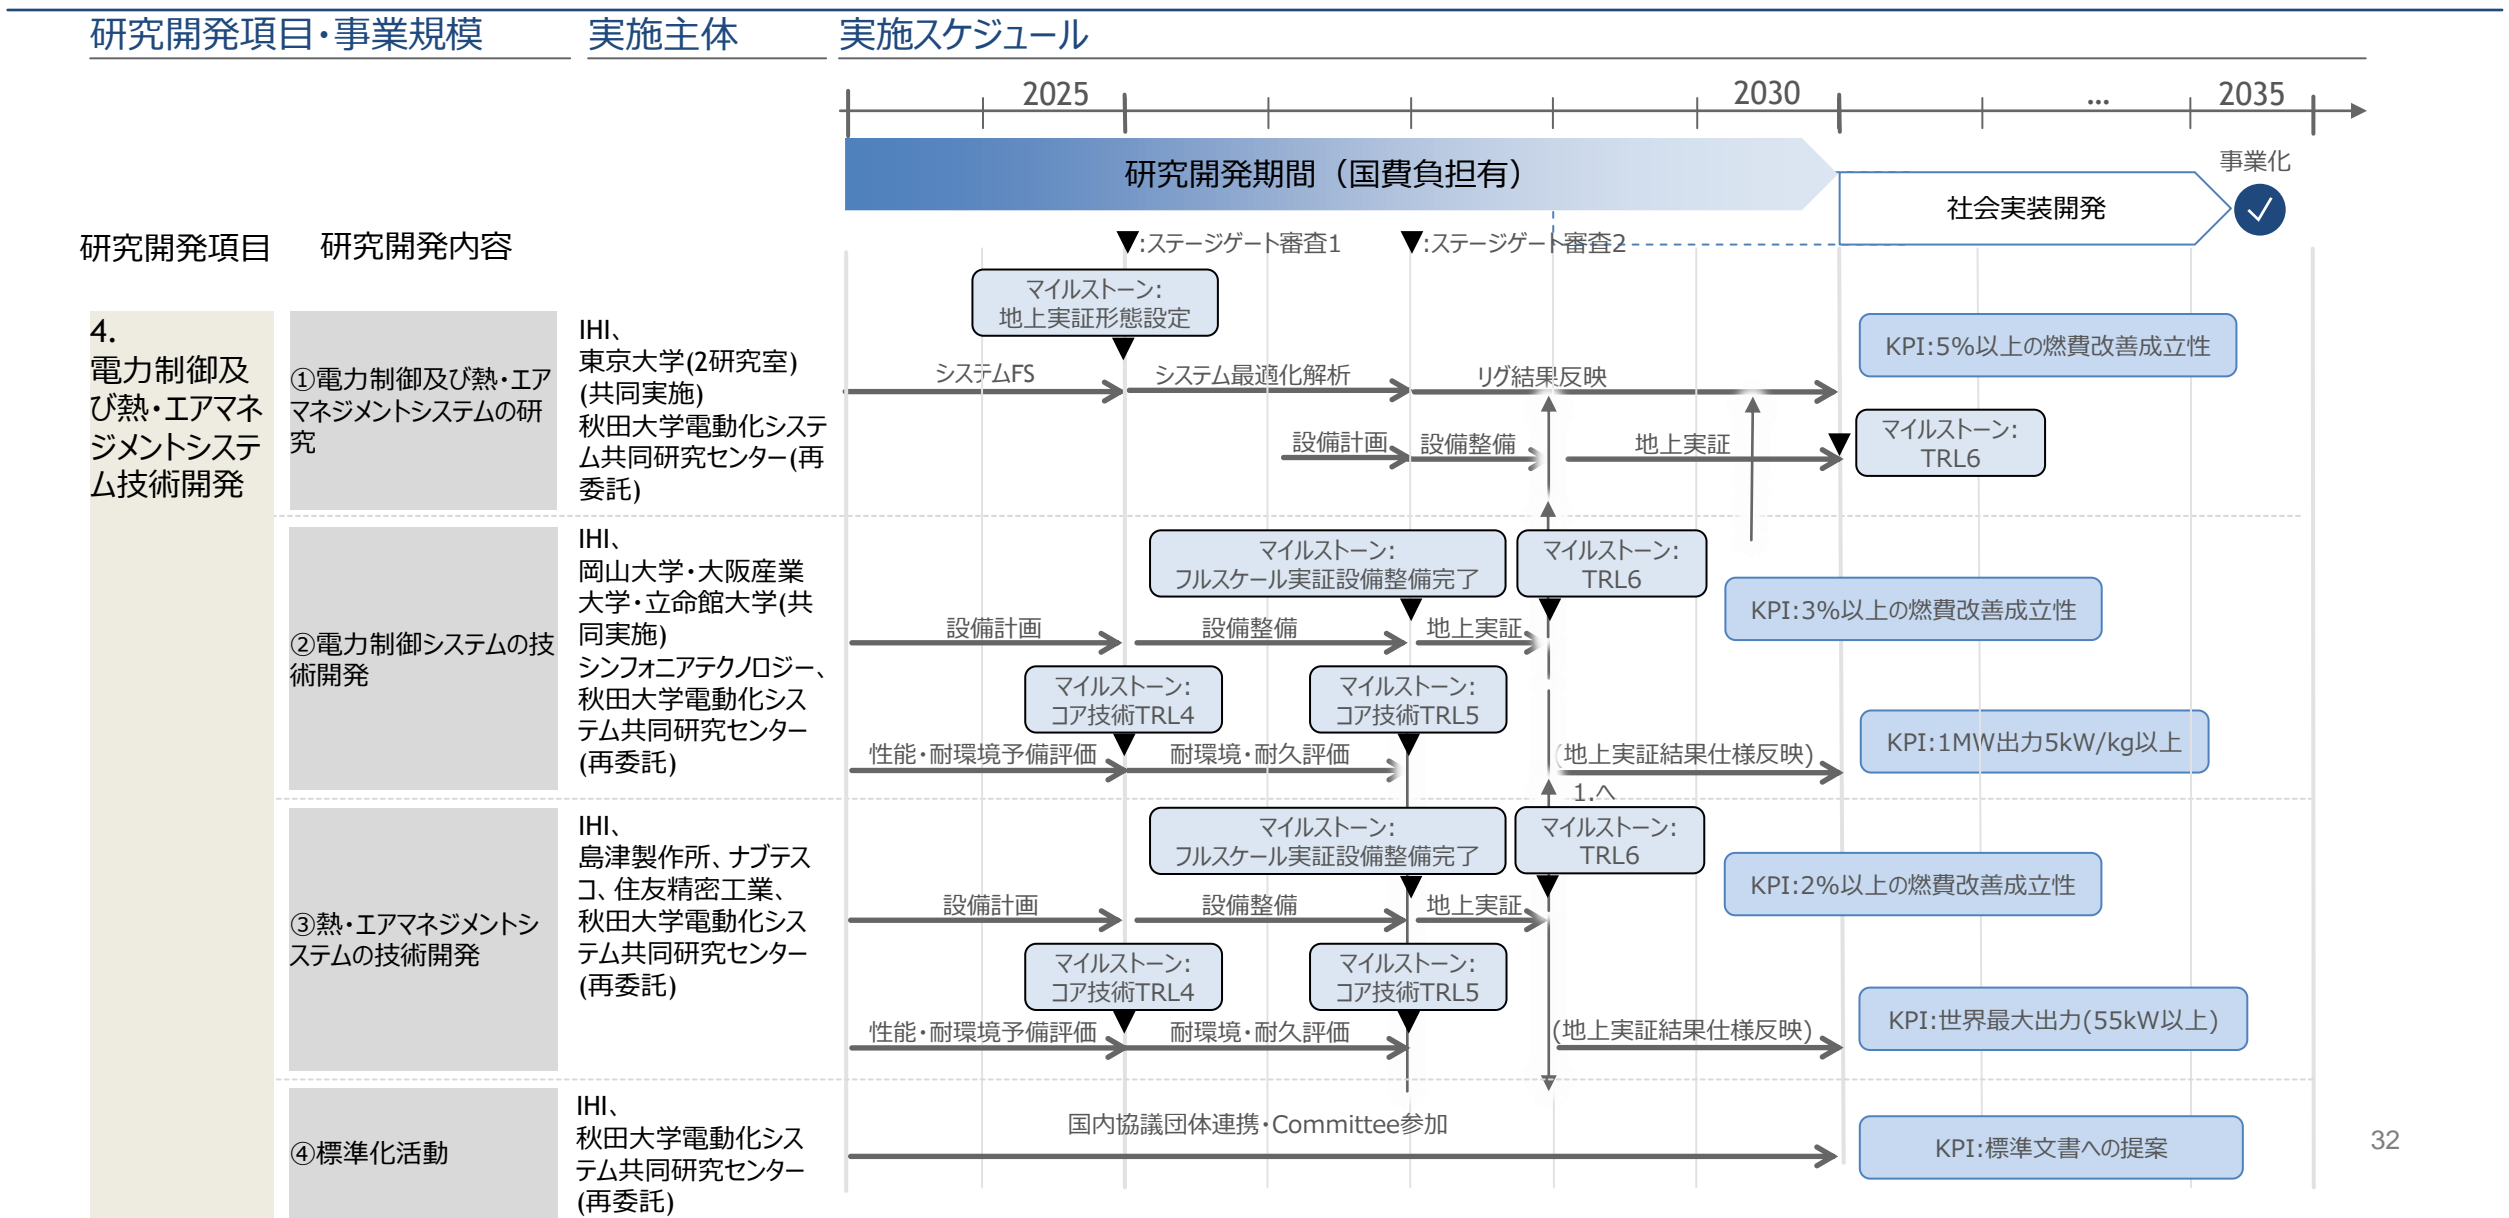 研究開発項目・事業規模
実施主体
実施スケジュール
2025
2030
...
2035
研究開発期間（国費負担有）
事業化
社会実装開発
研究開発項目
研究開発内容
▼:ステージゲート審査1
▼:ステージゲート審査2
4.
電力制御及
び熱・エアマネ
ジメントシステ
ム技術開発
①電力制御及び熱・エア
マネジメントシステムの研
究
IHI、
東京大学(2研究室)
(共同実施)
秋田大学電動化システ
ム共同研究センター(再
委託)
マイルストーン:
地上実証形態設定
システムFS
システム最適化解析
リグ結果反映
設備計画
設備整備
地上実証
KPI:5%以上の燃費改善成立性
マイルストーン:
TRL6
②電力制御システムの技
術開発
IHI、
岡山大学・大阪産業
大学・立命館大学(共
同実施)
シンフォニアテクノロジー、
秋田大学電動化シス
テム共同研究センター
(再委託)
マイルストーン:
フルスケール実証設備整備完了
マイルストーン:
TRL6
設備計画
設備整備
地上実証
KPI:3%以上の燃費改善成立性
マイルストーン:
コア技術TRL4
マイルストーン:
コア技術TRL5
性能・耐環境予備評価
耐環境・耐久評価
(地上実証結果仕様反映)
KPI:1MW出力5kW/kg以上
1.へ
③熱・エアマネジメントシ
ステムの技術開発
IHI、
島津製作所、ナブテス
コ、住友精密工業、
秋田大学電動化シス
テム共同研究センター
(再委託)
マイルストーン:
フルスケール実証設備整備完了
マイルストーン:
TRL6
設備計画
設備整備
地上実証
KPI:2%以上の燃費改善成立性
マイルストーン:
コア技術TRL4
マイルストーン:
コア技術TRL5
性能・耐環境予備評価
耐環境・耐久評価
(地上実証結果仕様反映)
KPI:世界最大出力(55kW以上)
④標準化活動
IHI、
秋田大学電動化シス
テム共同研究センター
(再委託)
国内協議団体連携・Committee参加
KPI:標準文書への提案
32